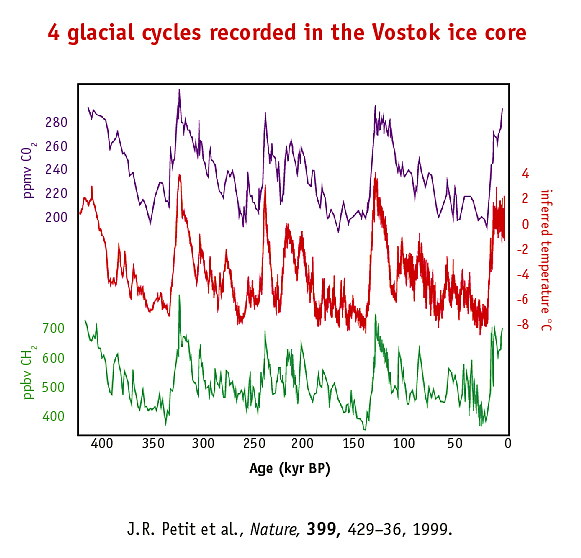 4 glacial cycles recorded in the Vostok ice core
280
260
240
220
200
ppmv CO2
4
2
0
-2
-4
-6
-8
inferred temperature °C
700
600
500
400
ppbv CH2
400 350 300 250 200 150 100 50 0
Age (kyr BP)
J.R. Petit et al., Nature, 399, 429–36, 1999.